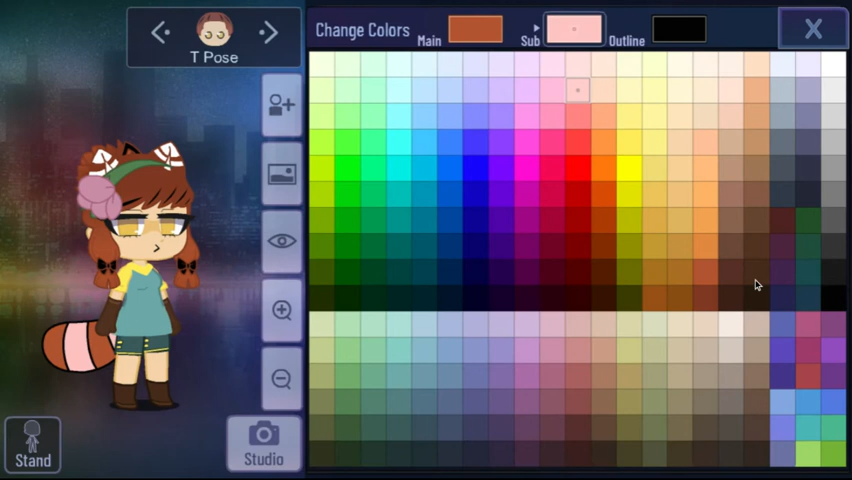 T Pose
Change Colors
Main
Sub
Outline
X
Stand
Studio